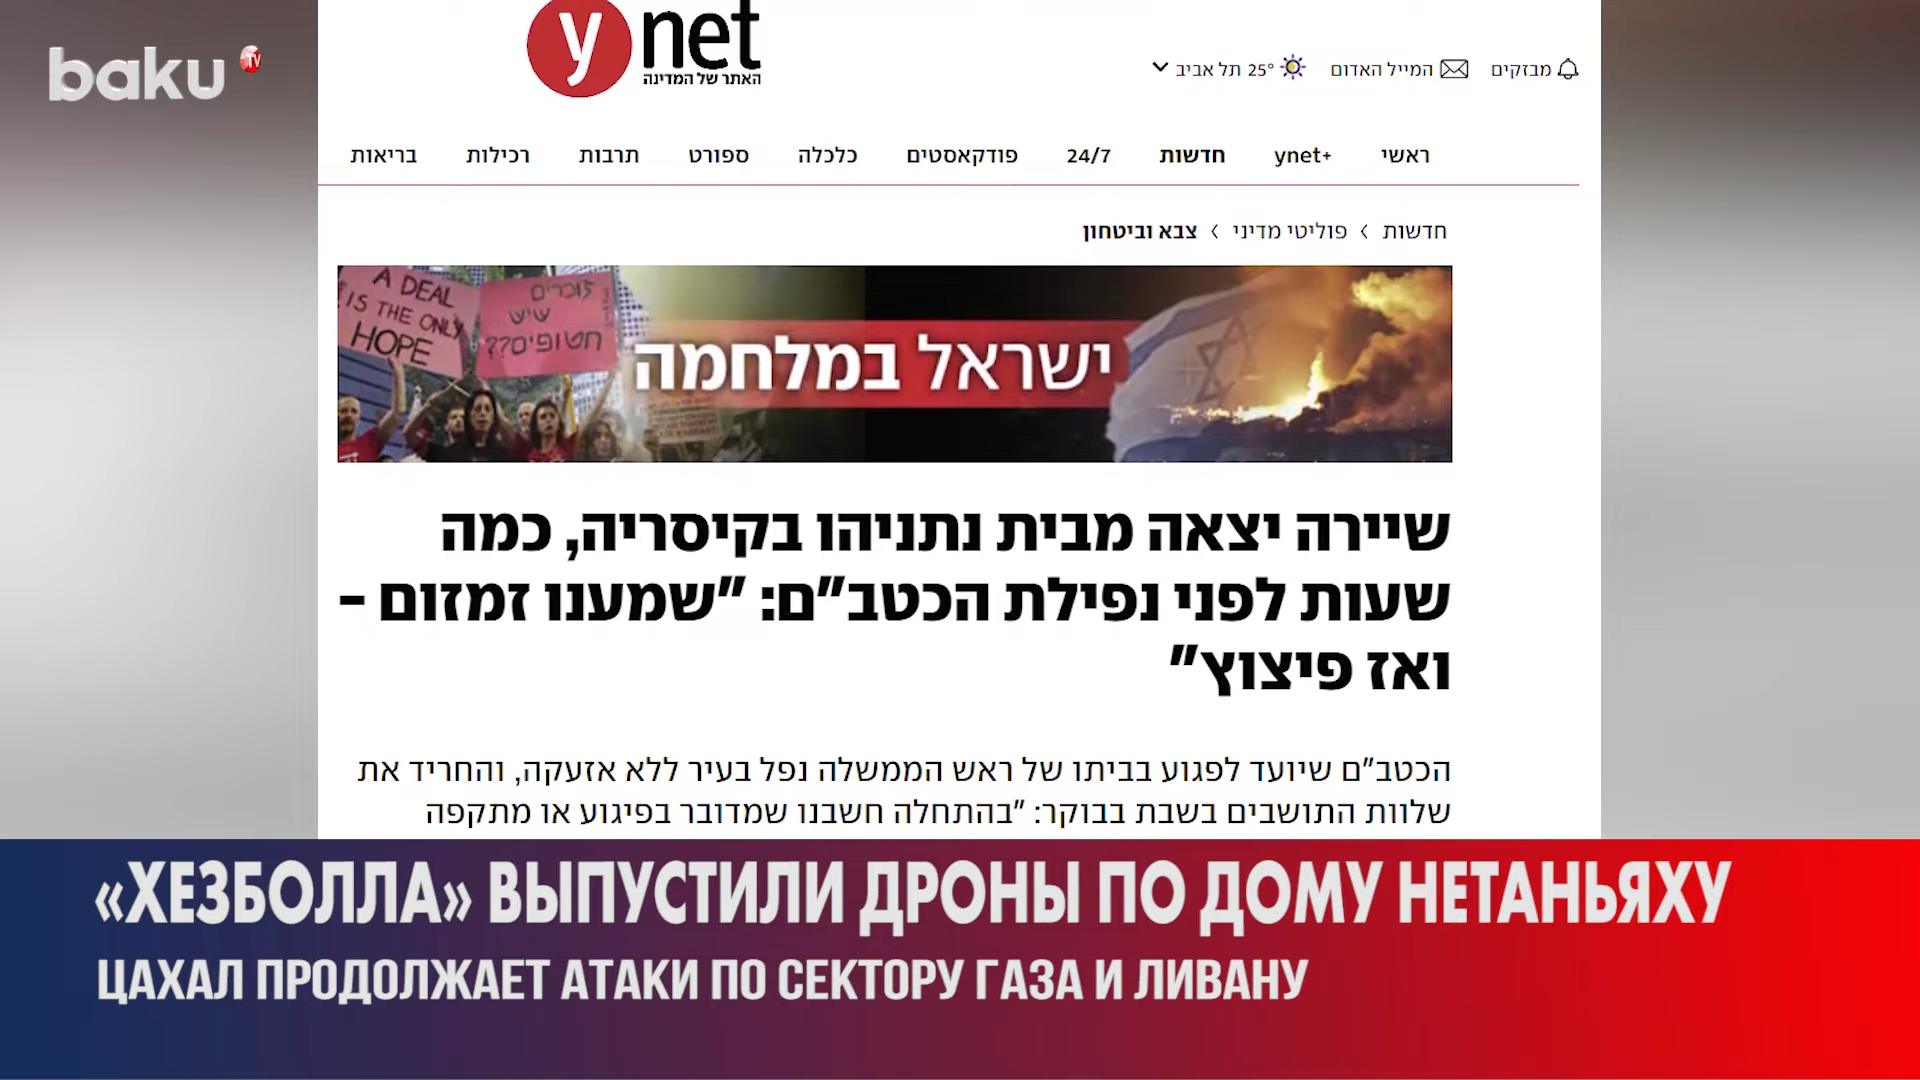 baku TV
ynet
האתר של המדינה
מבזקים
המייל האדום
25° תל אביב
ראשי
ynet+
חדשות
24/7
פודקאסטים
כלכלה
ספורט
תרבות
רכילות
בריאות
חדשות › פוליטי מדיני › צבא וביטחון
A DEAL
IS THE ONLY
HOPE
זוכרים
שיש
חטופים??
ישראל במלחמה
שיירה יצאה מבית נתניהו בקיסריה, כמה
שעות לפני נפילת הכטב"ם: "שמענו זמזום -
ואז פיצוץ"
הכטב"ם שיועד לפגוע בביתו של ראש הממשלה נפל בעיר ללא אזעקה, והחריד את
שלוות התושבים בשבת בבוקר: "בהתחלה חשבנו שמדובר בפיגוע או מתקפה
«ХЕЗБОЛЛА» ВЫПУСТИЛИ ДРОНЫ ПО ДОМУ НЕТАНЬЯХУ
ЦАХАЛ ПРОДОЛЖАЕТ АТАКИ ПО СЕКТОРУ ГАЗА И ЛИВАНУ